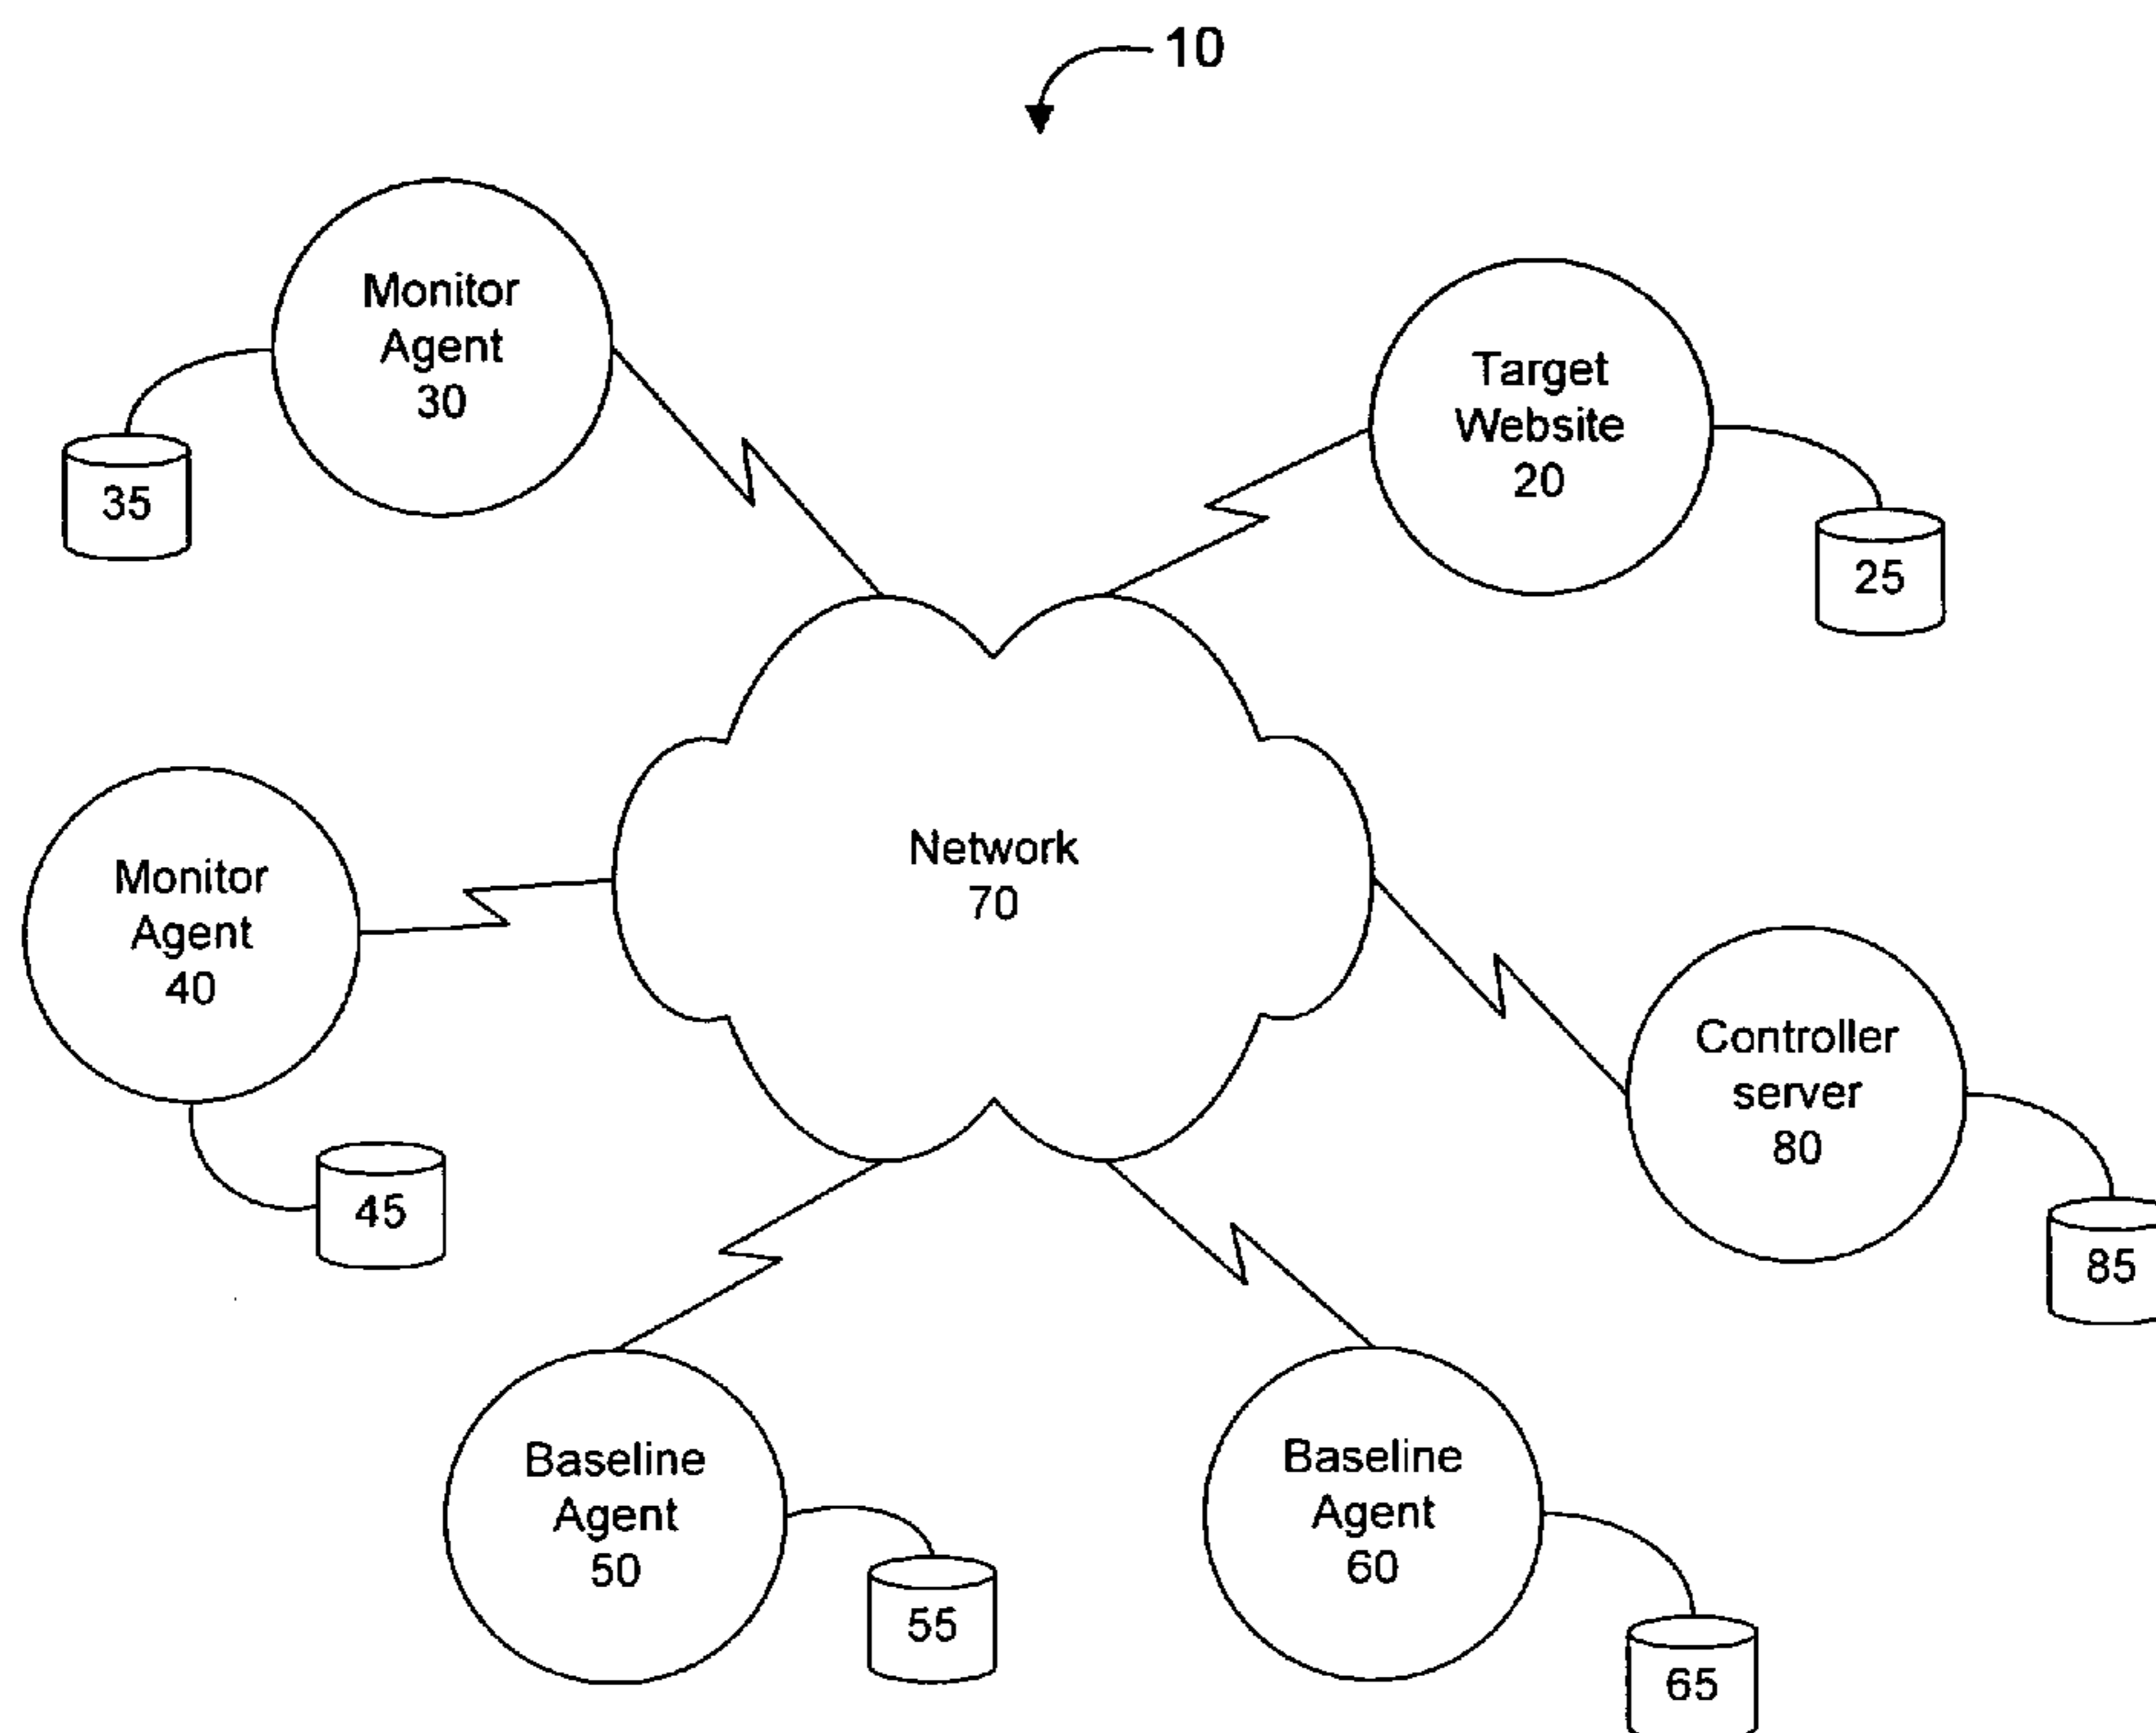 10
Monitor
Agent
30
35
Target
Website
20
25
Network
70
Monitor
Agent
40
45
Controller
server
80
85
Baseline
Agent
50
55
Baseline
Agent
60
65